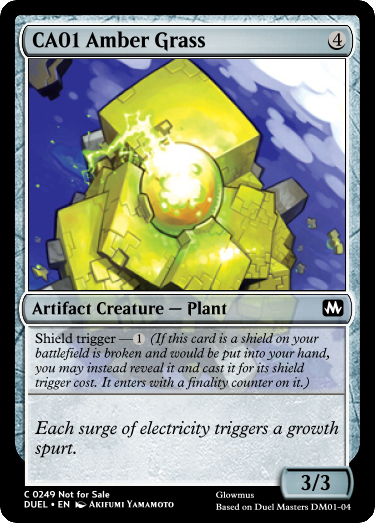 CA01 Amber Grass
4
Artifact Creature — Plant
M
Shield trigger — 1 (If this card is a shield on your
battlefield is broken and would be put into your hand,
you may instead reveal it and cast it for its shield
trigger cost. It enters with a finality counter on it.)
Each surge of electricity triggers a growth
spurt.
3/3
C 0249 Not for Sale
DUEL • EN Akifumi Yamamoto
Glowmus
Based on Duel Masters DM01-04